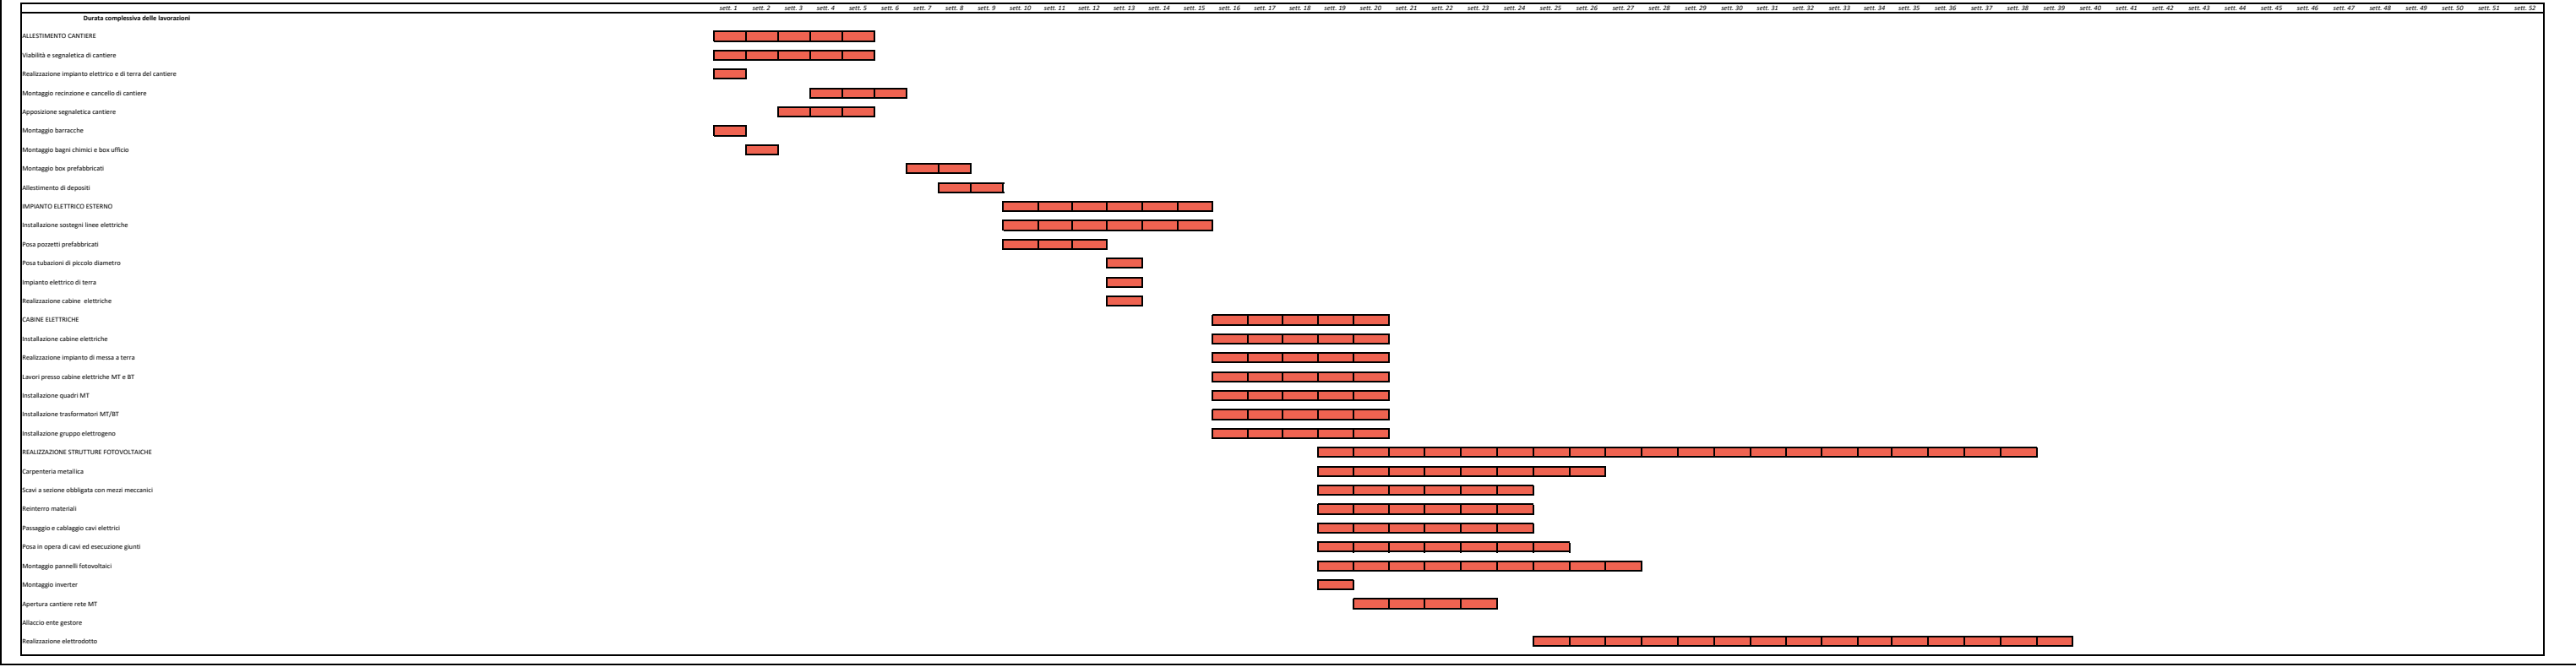 sett. 1 sett. 2 sett. 3 sett. 4 sett. 5 sett. 6 sett. 7 sett. 8 sett. 9 sett. 10 sett. 11 sett. 12 sett. 13 sett. 14 sett. 15 sett. 16 sett. 17 sett. 18 sett. 19 sett. 20 sett. 21 sett. 22 sett. 23 sett. 24 sett. 25 sett. 26 sett. 27 sett. 28 sett. 29 sett. 30 sett. 31 sett. 32 sett. 33 sett. 34 sett. 35 sett. 36 sett. 37 sett. 38 sett. 39 sett. 40 sett. 41 sett. 42 sett. 43 sett. 44 sett. 45 sett. 46 sett. 47 sett. 48 sett. 49 sett. 50 sett. 51 sett. 52
Durata complessiva delle lavorazioni
ALLESTIMENTO CANTIERE
Viabilità e segnaletica di cantiere
Realizzazione impianto elettrico e di terra del cantiere
Montaggio recinzione e cancello di cantiere
Apposizione segnaletica cantiere
Montaggio barracche
Montaggio bagni chimici e box ufficio
Montaggio box prefabbricati
Allestimento di depositi
IMPIANTO ELETTRICO ESTERNO
Installazione sostegni linee elettriche
Posa pozzetti prefabbricati
Posa tubazioni di piccolo diametro
Impianto elettrico di terra
Realizzazione cabine elettriche
CABINE ELETTRICHE
Installazione cabine elettriche
Realizzazione impianto di messa a terra
Lavori presso cabine elettriche MT e BT
Installazione quadri MT
Installazione trasformatori MT/BT
Installazione gruppo elettrogeno
REALIZZAZIONE STRUTTURE FOTOVOLTAICHE
Carpenteria metallica
Scavi a sezione obbligata con mezzi meccanici
Reinterro materiali
Passaggio e cablaggio cavi elettrici
Posa in opera di cavi ed esecuzione giunti
Montaggio pannelli fotovoltaici
Montaggio inverter
Apertura cantiere rete MT
Allaccio ente gestore
Realizzazione elettrodotto